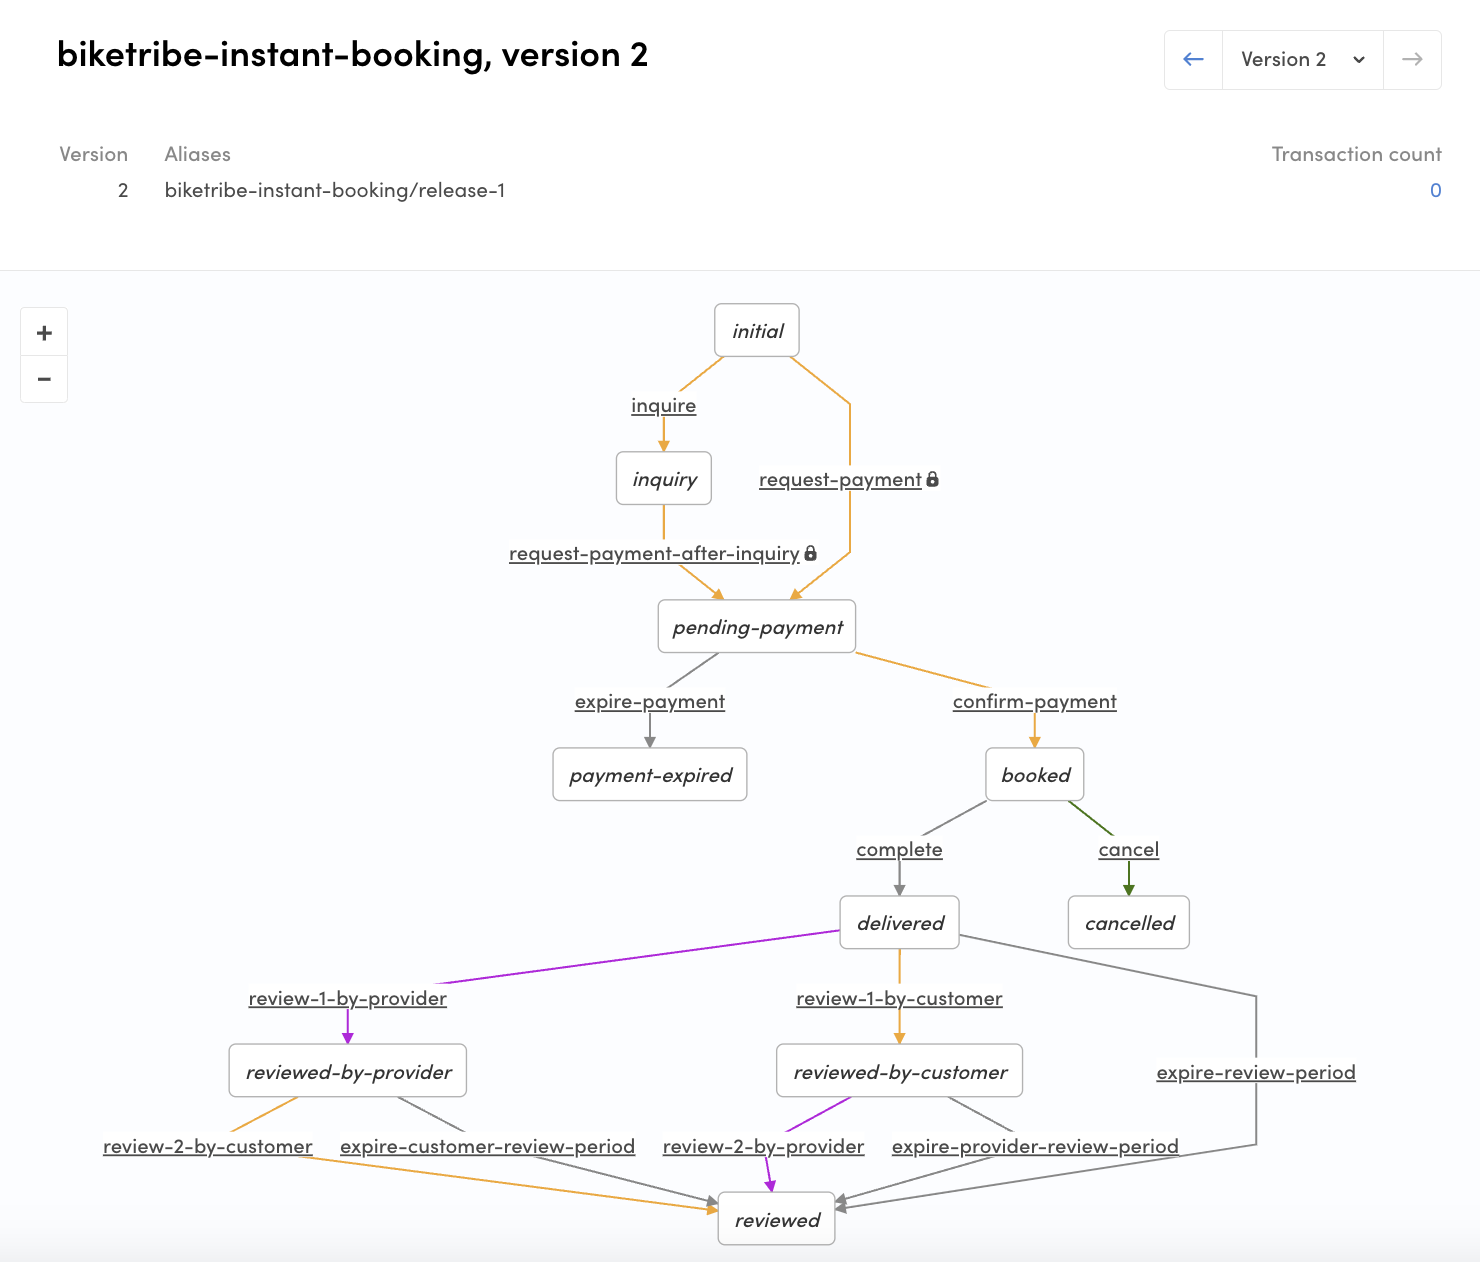 biketribe-instant-booking, version 2
← Version 2 →
Version Aliases Transaction count
2 biketribe-instant-booking/release-1 0
+
−
initial
inquire
inquiry
request-payment
request-payment-after-inquiry
pending-payment
expire-payment
confirm-payment
payment-expired
booked
complete
cancel
delivered
cancelled
review-1-by-provider
review-1-by-customer
reviewed-by-provider
reviewed-by-customer
expire-review-period
review-2-by-customer
expire-customer-review-period
review-2-by-provider
expire-provider-review-period
reviewed